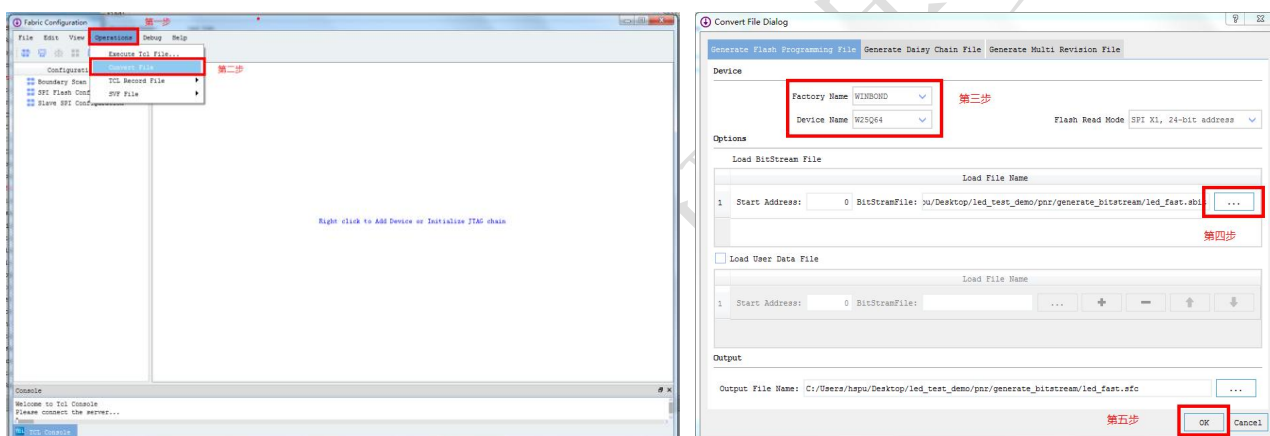 Fabric Configuration
第一步
File Edit View Operations Debug Help
Execute Tcl File...
Convert File
第二步
TCL Record File
SVF File
Configurati
Boundary Scan
SPI Flash Conf
Slave SPI Conf
Right click to Add Device or Initialize JTAG chain
Console
Welcome to Tcl Console
Please connect the server...
TCL Console
Convert File Dialog
Generate Flash Programming File Generate Daisy Chain File Generate Multi Revision File
Device
Factory Name WINBOND
第三步
Device Name W25Q64
Flash Read Mode SPI X1, 24-bit address
Options
Load BitStream File
Load File Name
1 Start Address: 0 BitStramFile: pu/Desktop/led_test_demo/pnr/generate_bitstream/led_fast.sbit ...
第四步
Load User Data File
Load File Name
1 Start Address: 0 BitStramFile: ...
Output
Output File Name: C:/Users/hspu/Desktop/led_test_demo/pnr/generate_bitstream/led_fast.sfc ...
第五步
OK Cancel